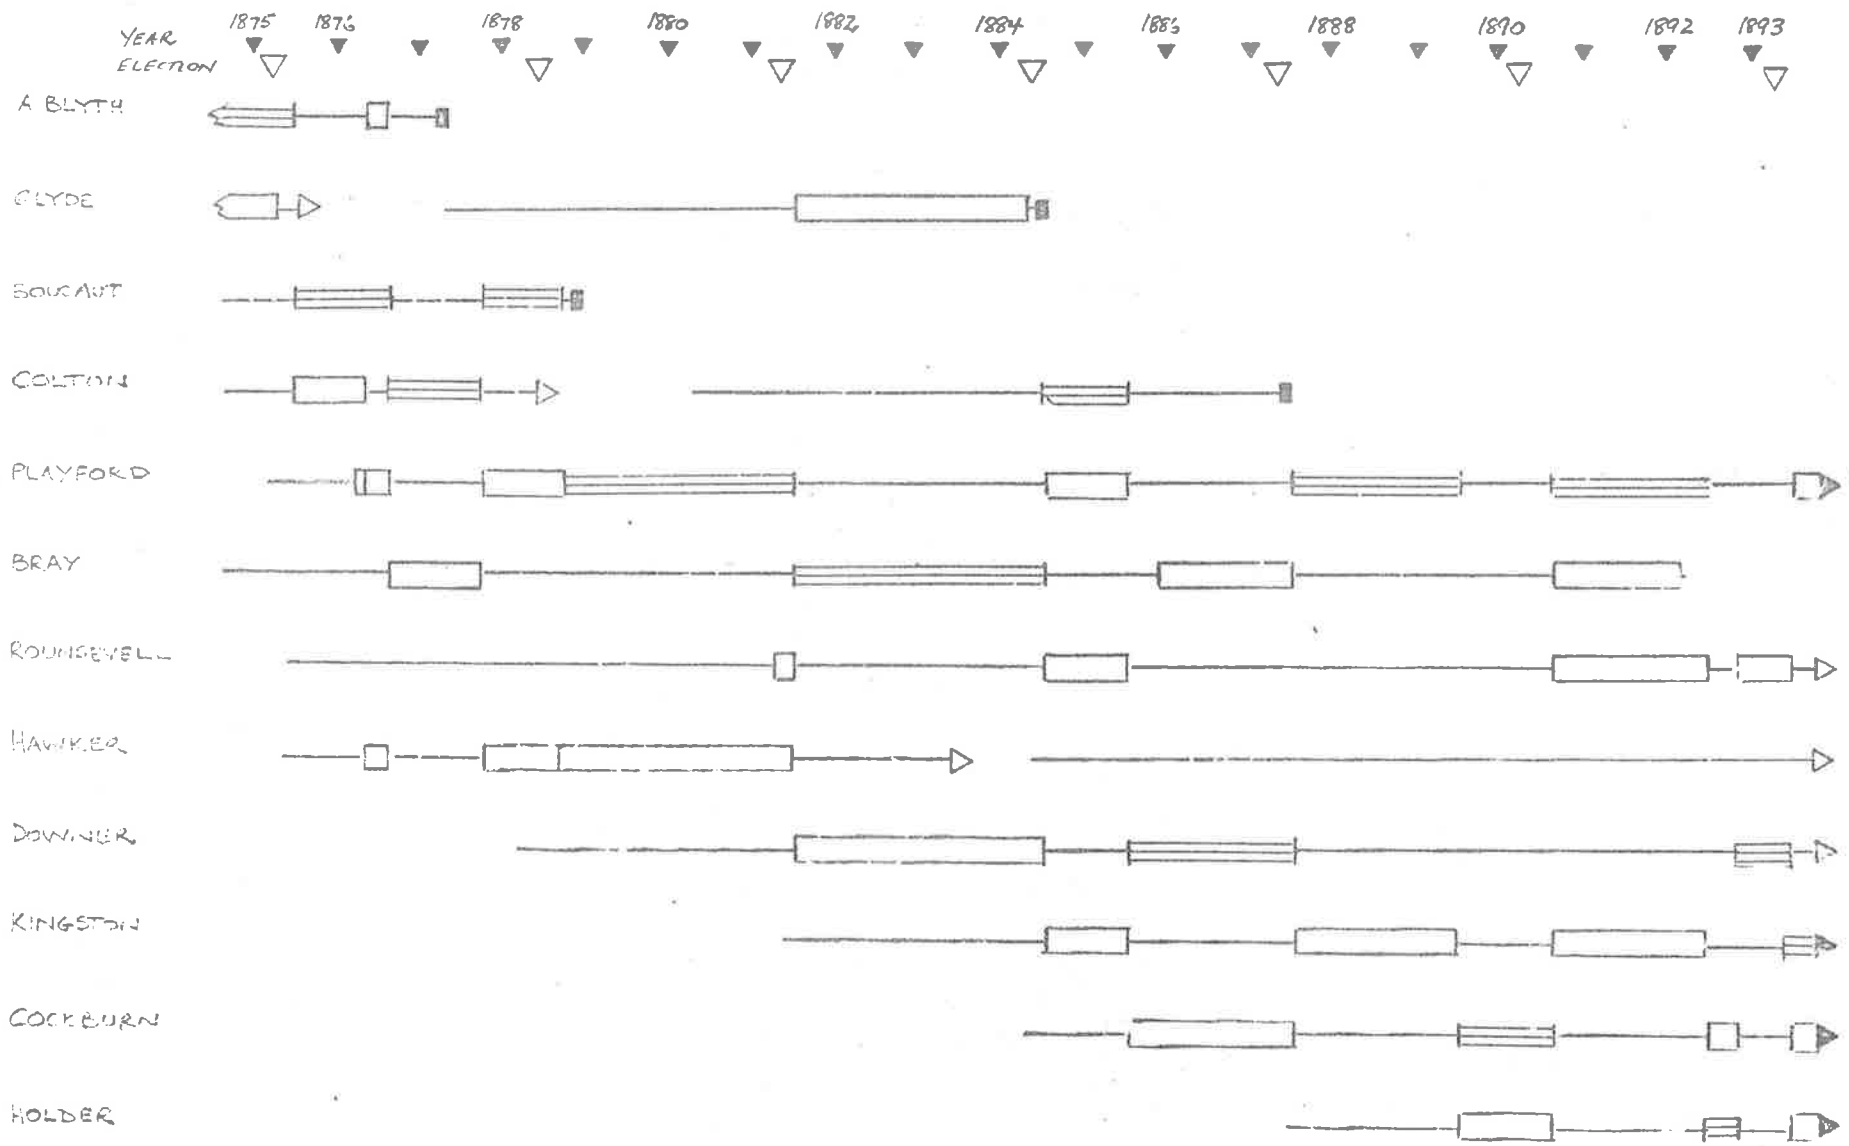 1875 1876 1878 1880 1882 1884 1886 1888 1890 1892 1893
YEAR
ELECTION
A BLYTH
GLYDE
BOUCAUT
COLTON
PLAYFORD
BRAY
ROUNSEVELL
HAWKER
DOWNER
KINGSTON
COCKBURN
HOLDER